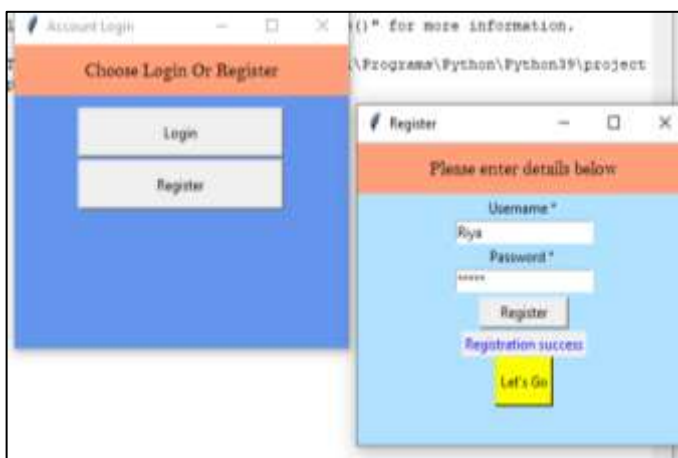 Account Login
()" for more information.
Choose Login Or Register
\Programs\Python\Python39\project
Login
Register
Register
Please enter details below
Username *
Riya
Password *
*****
Register
Registration success
Let's Go